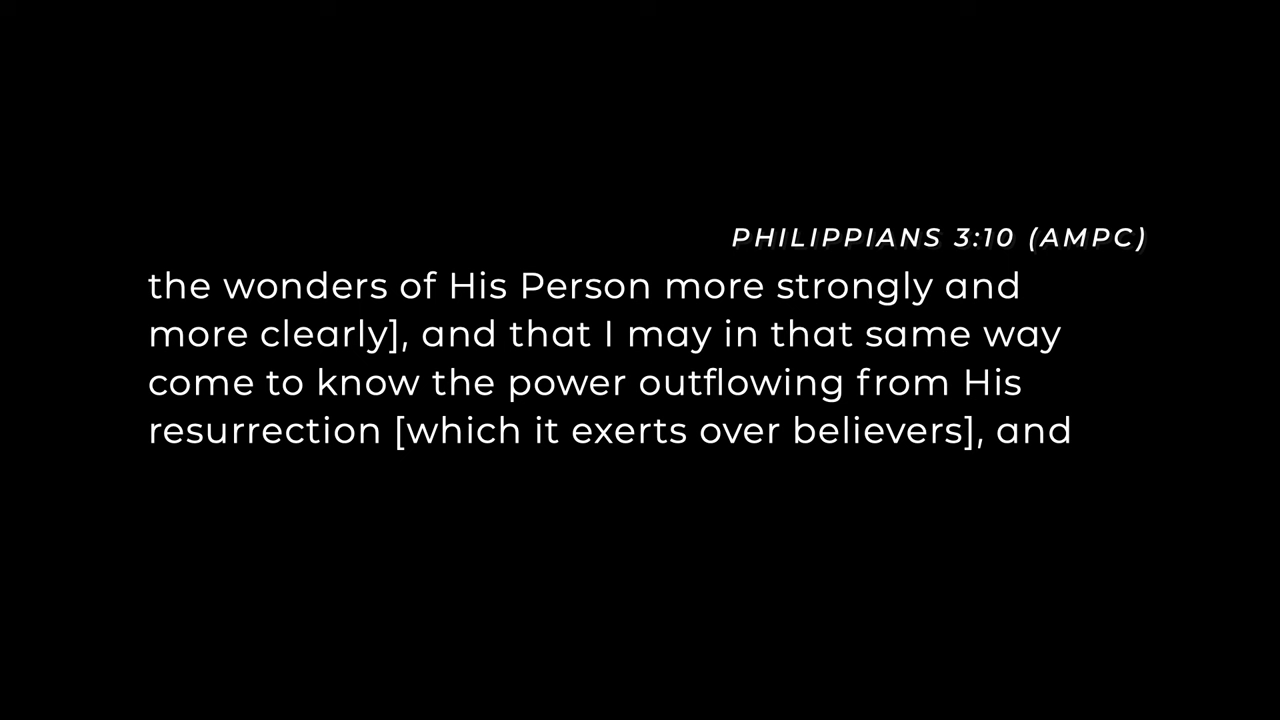 PHILIPPIANS 3:10 (AMPC)
the wonders of His Person more strongly and
more clearly], and that I may in that same way
come to know the power outflowing from His
resurrection [which it exerts over believers], and